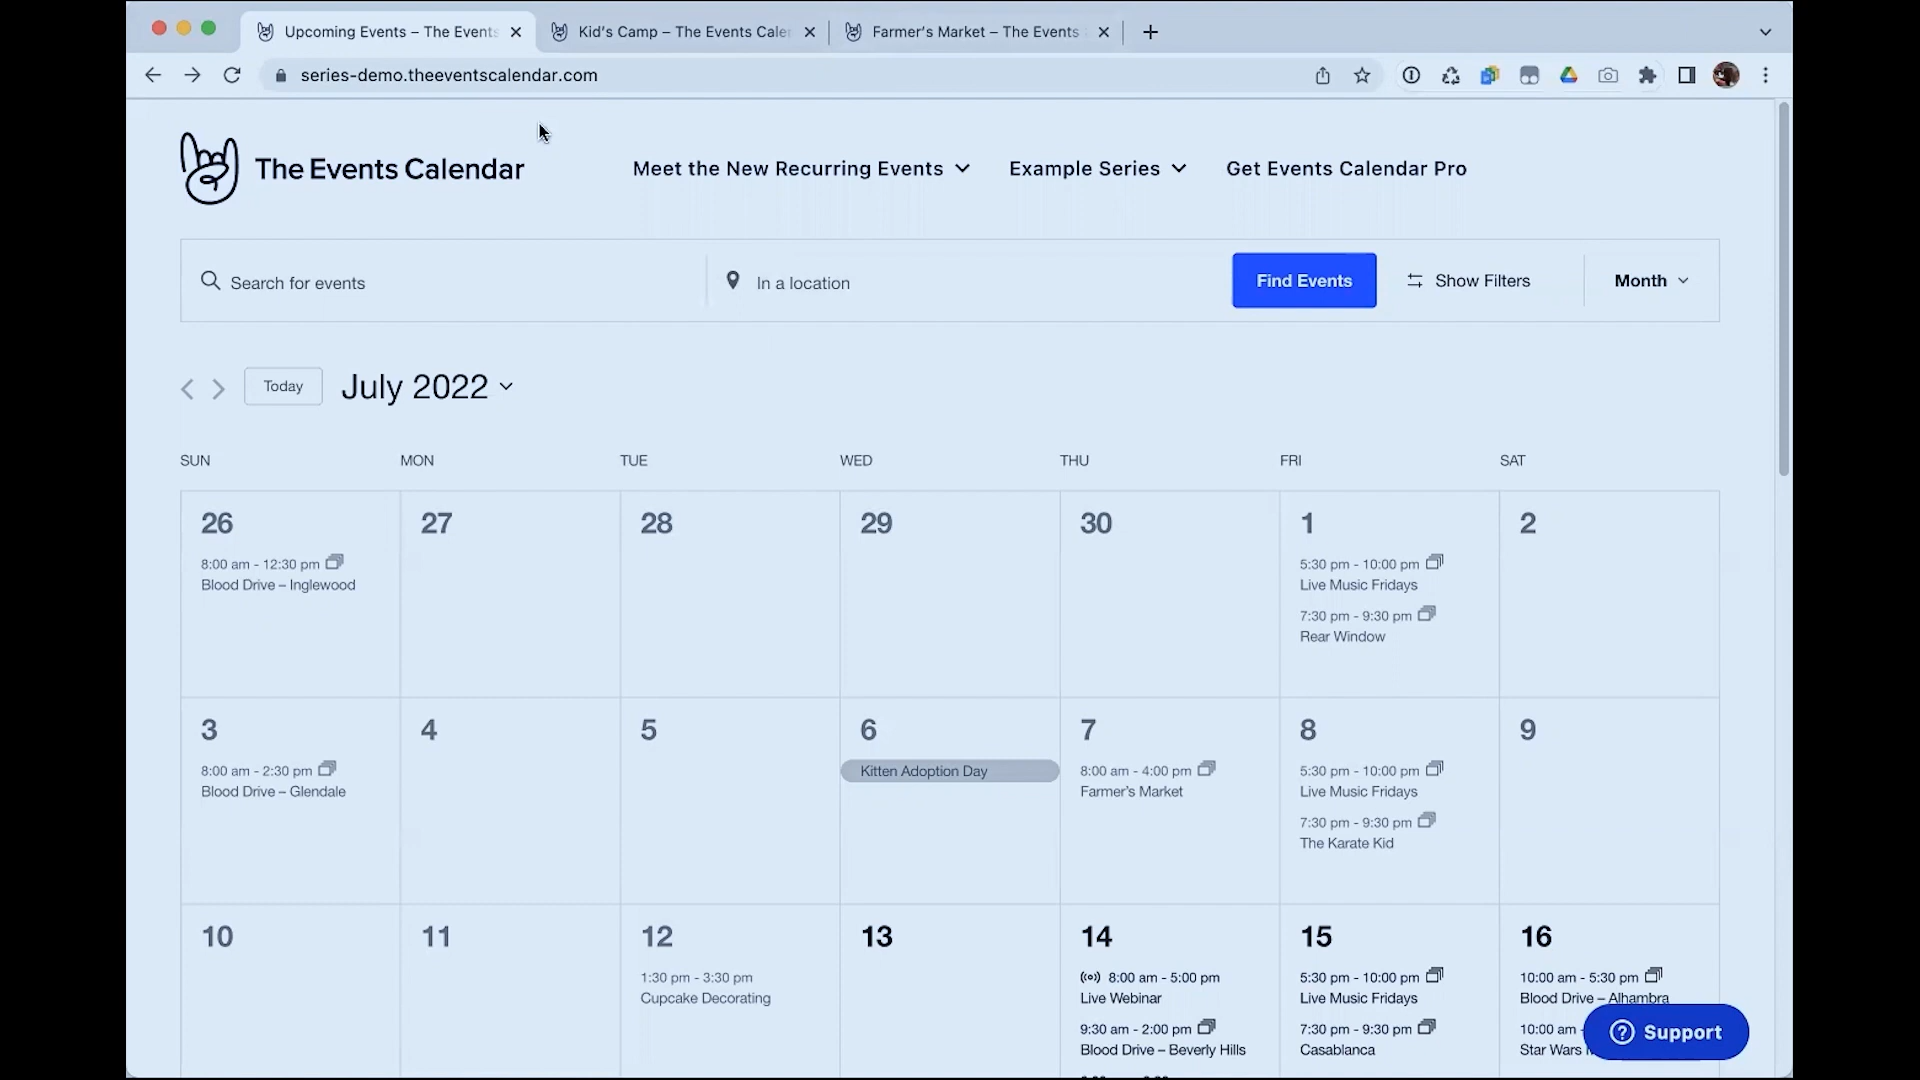 Upcoming Events – The Events
Kid's Camp – The Events Cale
Farmer's Market – The Events
series-demo.theeventscalendar.com
The Events Calendar
Meet the New Recurring Events
Example Series
Get Events Calendar Pro
Search for events
In a location
Find Events
Show Filters
Month
Today
July 2022
SUN MON TUE WED THU FRI SAT
26 27 28 29 30 1 2
8:00 am - 12:30 pm
Blood Drive – Inglewood
5:30 pm - 10:00 pm
Live Music Fridays
7:30 pm - 9:30 pm
Rear Window
3 4 5 6 7 8 9
8:00 am - 2:30 pm
Blood Drive – Glendale
Kitten Adoption Day
8:00 am - 4:00 pm
Farmer's Market
5:30 pm - 10:00 pm
Live Music Fridays
7:30 pm - 9:30 pm
The Karate Kid
10 11 12 13 14 15 16
1:30 pm - 3:30 pm
Cupcake Decorating
8:00 am - 5:00 pm
Live Webinar
9:30 am - 2:00 pm
Blood Drive – Beverly Hills
5:30 pm - 10:00 pm
Live Music Fridays
7:30 pm - 9:30 pm
Casablanca
10:00 am - 5:30 pm
Blood Drive – Alhambra
10:00 am -
Star Wars
Support